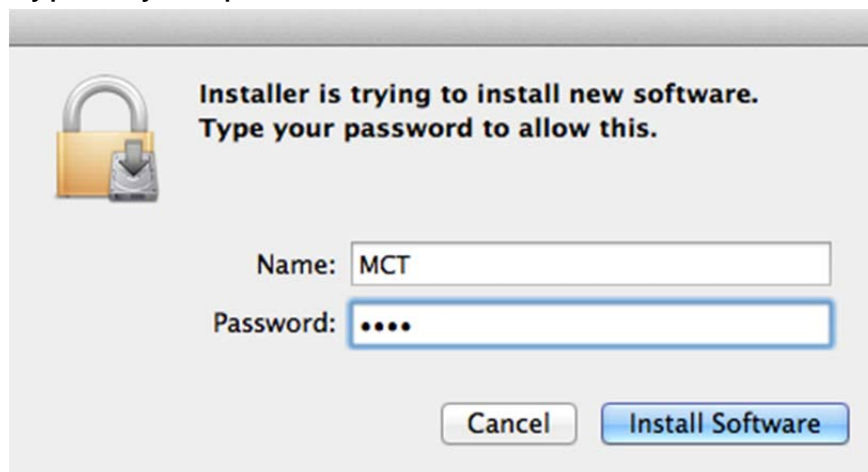 Installer is trying to install new software.
Type your password to allow this.
Name: MCT
Password: ••••
Cancel Install Software